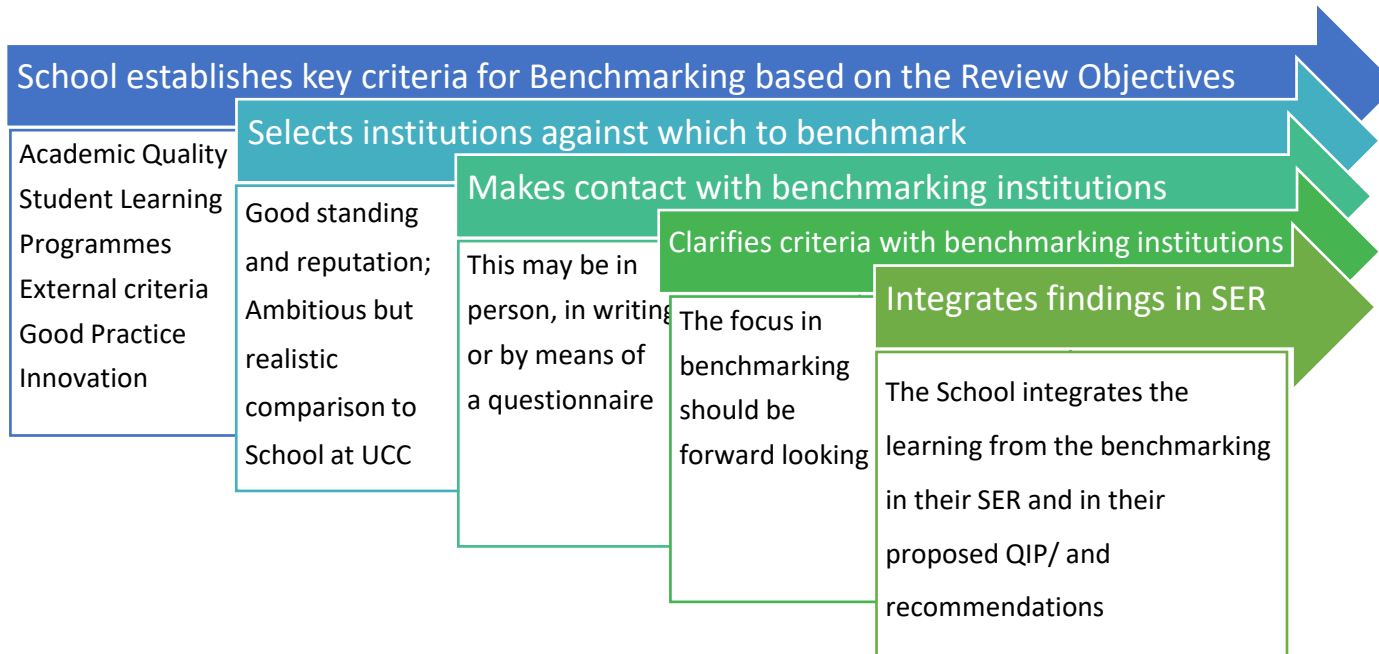 School establishes key criteria for Benchmarking based on the Review Objectives
Academic Quality
Student Learning
Programmes
External criteria
Good Practice
Innovation
Selects institutions against which to benchmark
Good standing
and reputation;
Ambitious but
realistic
comparison to
School at UCC
Makes contact with benchmarking institutions
This may be in
person, in writing
or by means of
a questionnaire
Clarifies criteria with benchmarking institutions
The focus in
benchmarking
should be
forward looking
Integrates findings in SER
The School integrates the
learning from the benchmarking
in their SER and in their
proposed QIP/ and
recommendations